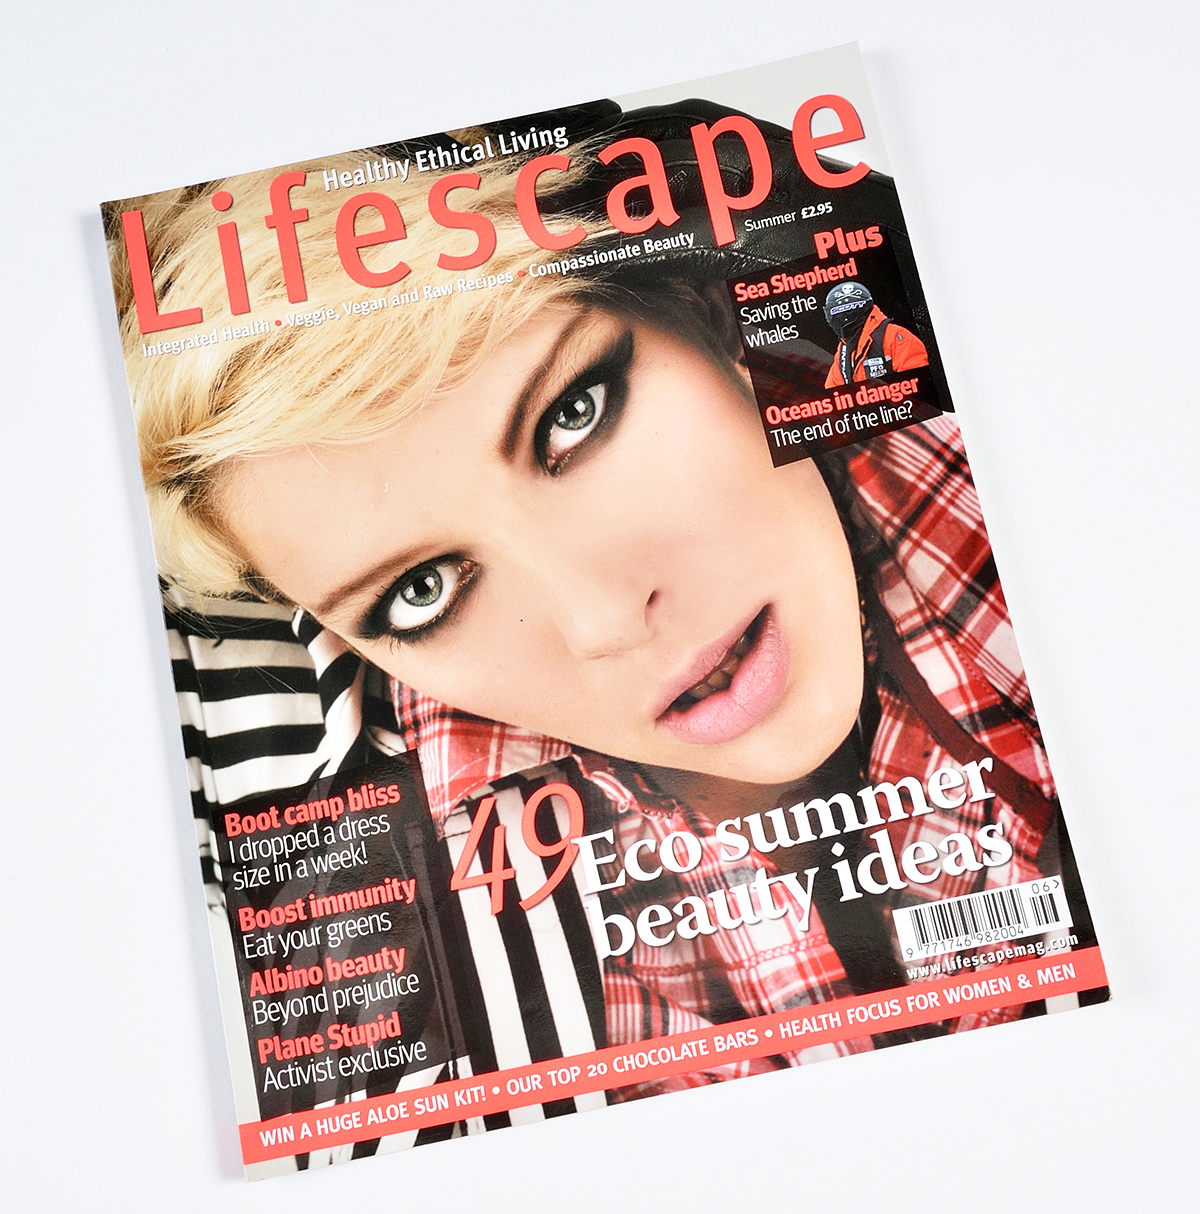 Healthy Ethical Living
Lifescape
Summer £2.95
Integrated Health • Veggie, Vegan and Raw Recipes • Compassionate Beauty
Plus
Sea Shepherd
Saving the
whales
SCOTT
Oceans in danger
The end of the line?
Boot camp bliss
I dropped a dress
size in a week!
Boost immunity
Eat your greens
Albino beauty
Beyond prejudice
Plane Stupid
Activist exclusive
49 Eco summer
beauty ideas
06>
9 771746 982004
www.lifescapemag.com
WIN A HUGE ALOE SUN KIT! • OUR TOP 20 CHOCOLATE BARS • HEALTH FOCUS FOR WOMEN & MEN